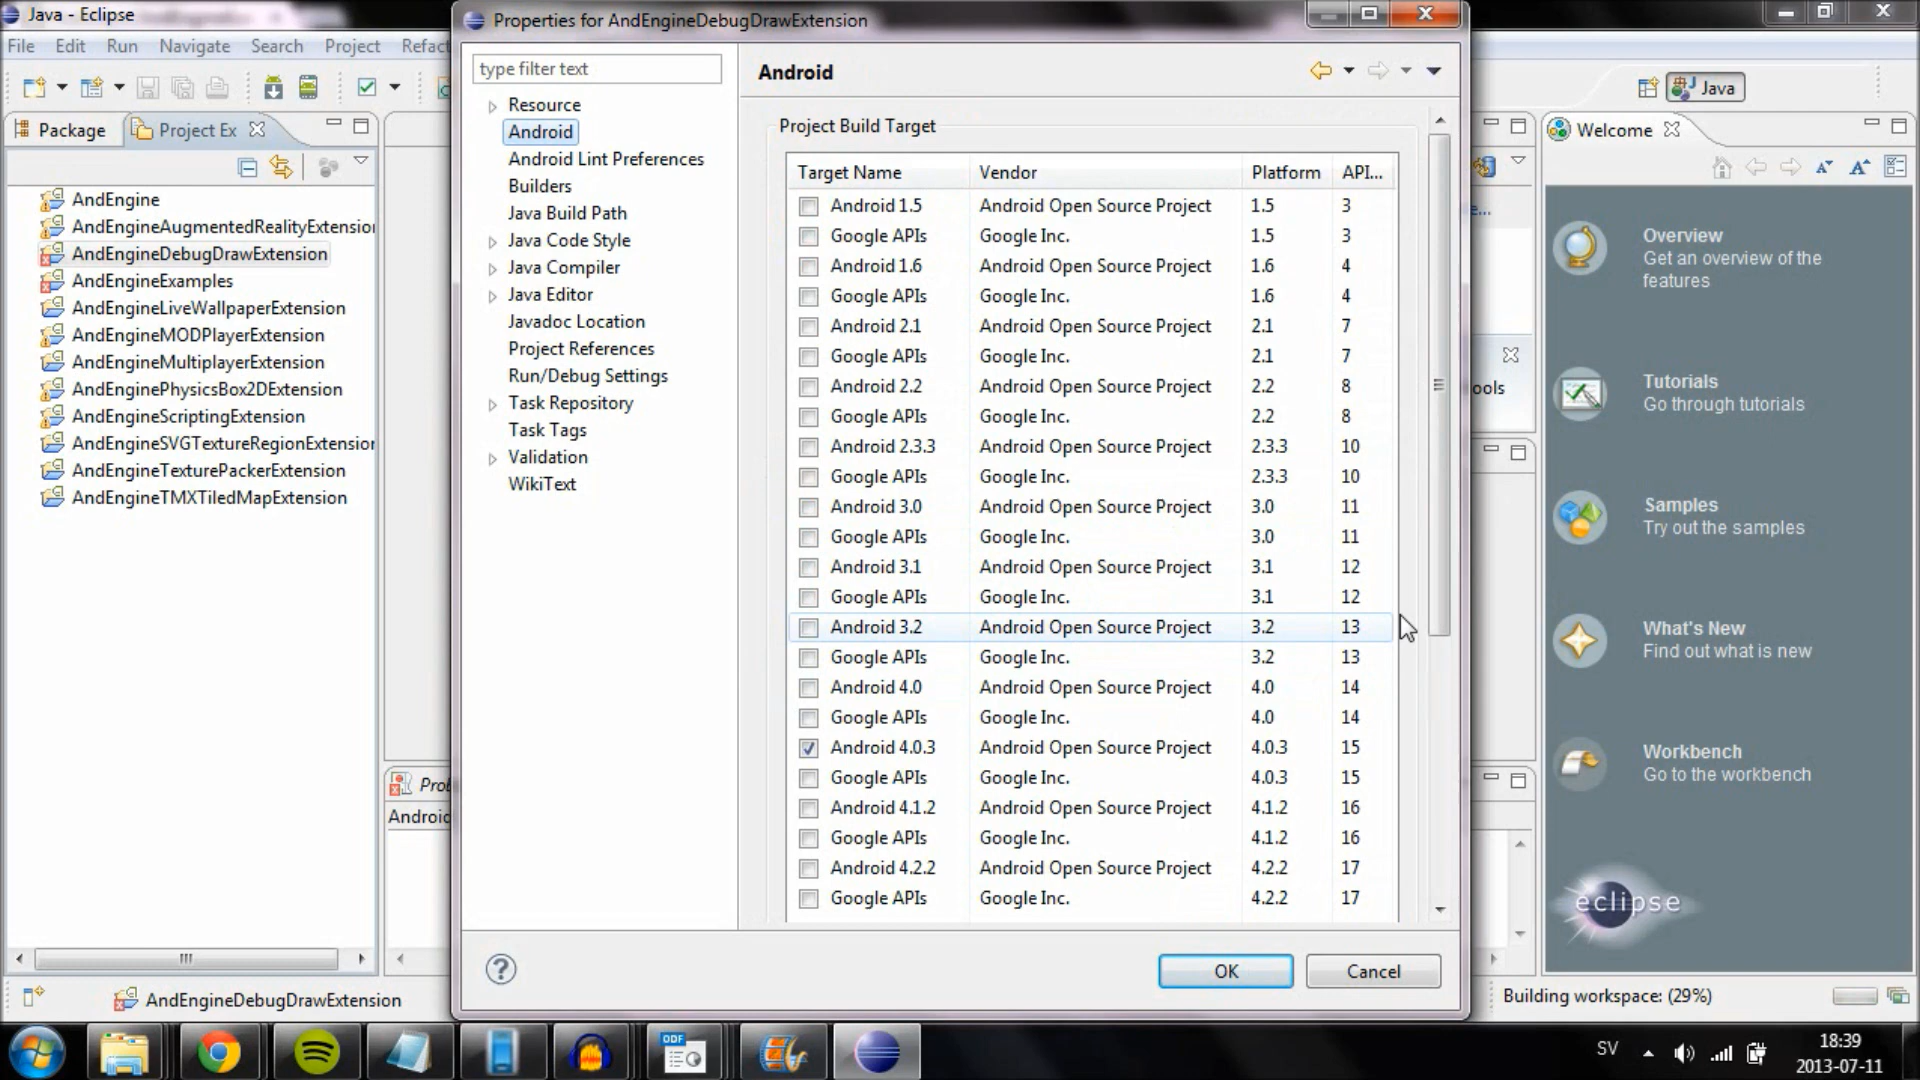 Java - Eclipse
File Edit Run Navigate Search Project Refact
Package
Project Ex
AndEngine
AndEngineAugmentedRealityExtension
AndEngineDebugDrawExtension
AndEngineExamples
AndEngineLiveWallpaperExtension
AndEngineMODPlayerExtension
AndEngineMultiplayerExtension
AndEnginePhysicsBox2DExtension
AndEngineScriptingExtension
AndEngineSVGTextureRegionExtension
AndEngineTexturePackerExtension
AndEngineTMXTiledMapExtension
AndEngineDebugDrawExtension
Prob
Android
Properties for AndEngineDebugDrawExtension
type filter text
Resource
Android
Android Lint Preferences
Builders
Java Build Path
Java Code Style
Java Compiler
Java Editor
Javadoc Location
Project References
Run/Debug Settings
Task Repository
Task Tags
Validation
WikiText
Android
Project Build Target
Target Name Vendor Platform API...
Android 1.5 Android Open Source Project 1.5 3
Google APIs Google Inc. 1.5 3
Android 1.6 Android Open Source Project 1.6 4
Google APIs Google Inc. 1.6 4
Android 2.1 Android Open Source Project 2.1 7
Google APIs Google Inc. 2.1 7
Android 2.2 Android Open Source Project 2.2 8
Google APIs Google Inc. 2.2 8
Android 2.3.3 Android Open Source Project 2.3.3 10
Google APIs Google Inc. 2.3.3 10
Android 3.0 Android Open Source Project 3.0 11
Google APIs Google Inc. 3.0 11
Android 3.1 Android Open Source Project 3.1 12
Google APIs Google Inc. 3.1 12
Android 3.2 Android Open Source Project 3.2 13
Google APIs Google Inc. 3.2 13
Android 4.0 Android Open Source Project 4.0 14
Google APIs Google Inc. 4.0 14
Android 4.0.3 Android Open Source Project 4.0.3 15
Google APIs Google Inc. 4.0.3 15
Android 4.1.2 Android Open Source Project 4.1.2 16
Google APIs Google Inc. 4.1.2 16
Android 4.2.2 Android Open Source Project 4.2.2 17
Google APIs Google Inc. 4.2.2 17
OK Cancel
Java
ools
Welcome
Overview
Get an overview of the
features
Tutorials
Go through tutorials
Samples
Try out the samples
What's New
Find out what is new
Workbench
Go to the workbench
eclipse
Building workspace: (29%)
ODF
SV
18:39
2013-07-11